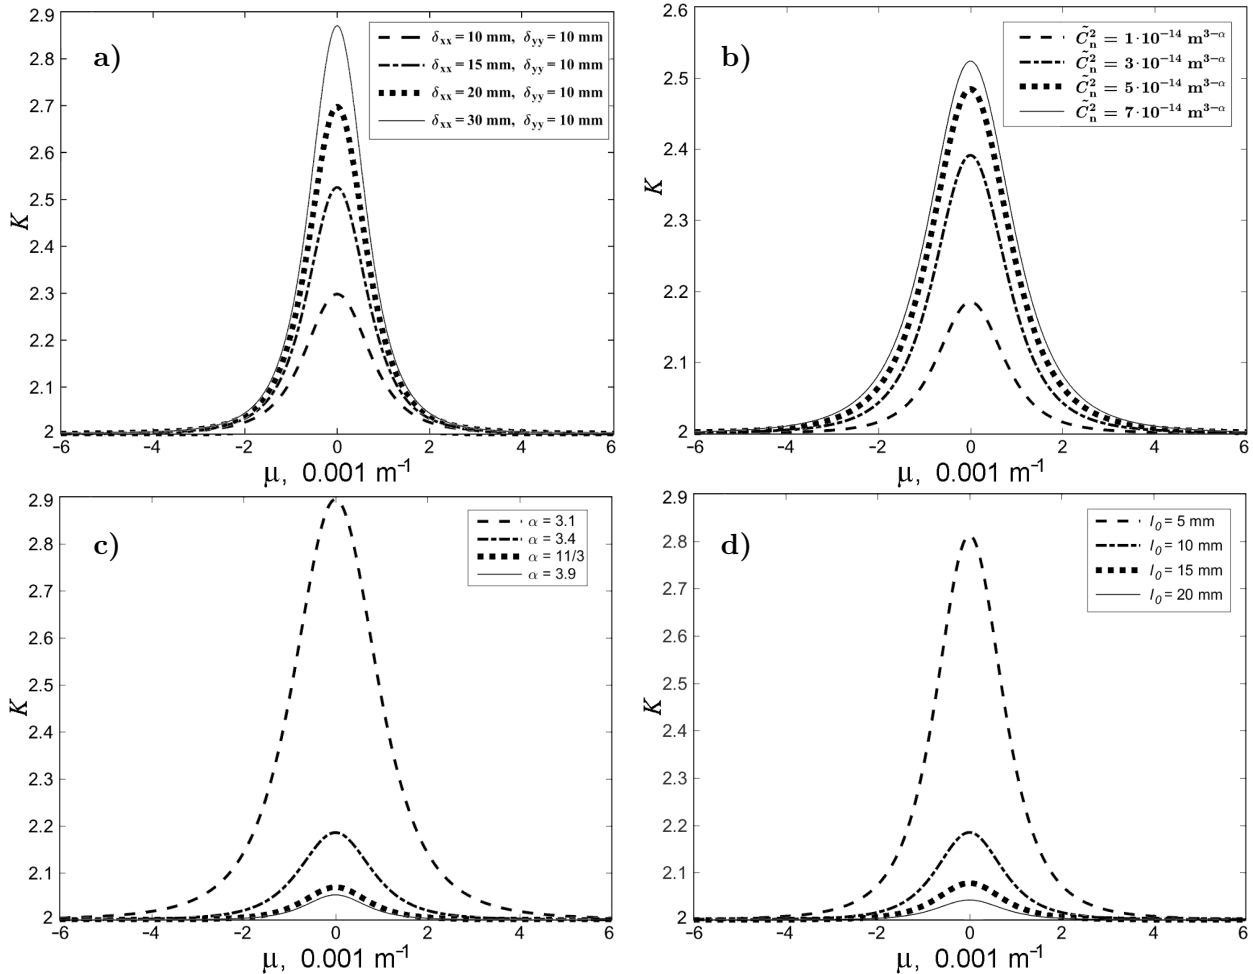 a)
2.9
2.8
2.7
2.6
2.5
2.4
2.3
2.2
2.1
2
K
δxx = 10 mm, δyy = 10 mm
δxx = 15 mm, δyy = 10 mm
δxx = 20 mm, δyy = 10 mm
δxx = 30 mm, δyy = 10 mm
−6 −4 −2 0 2 4 6
μ, 0.001 m⁻¹
b)
2.6
2.5
2.4
2.3
2.2
2.1
2
K
C̃n² = 1·10⁻¹⁴ m³⁻ᵅ
C̃n² = 3·10⁻¹⁴ m³⁻ᵅ
C̃n² = 5·10⁻¹⁴ m³⁻ᵅ
C̃n² = 7·10⁻¹⁴ m³⁻ᵅ
−6 −4 −2 0 2 4 6
μ, 0.001 m⁻¹
c)
2.9
2.8
2.7
2.6
2.5
2.4
2.3
2.2
2.1
2
K
α = 3.1
α = 3.4
α = 11/3
α = 3.9
−6 −4 −2 0 2 4 6
μ, 0.001 m⁻¹
d)
2.9
2.8
2.7
2.6
2.5
2.4
2.3
2.2
2.1
2
K
l₀ = 5 mm
l₀ = 10 mm
l₀ = 15 mm
l₀ = 20 mm
−6 −4 −2 0 2 4 6
μ, 0.001 m⁻¹